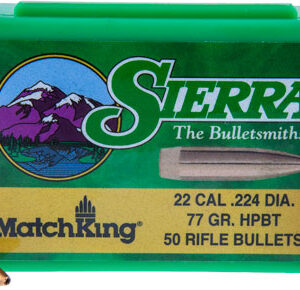 SIERRA
The Bulletsmiths.
MatchKing®
22 CAL .224 DIA.
77 GR. HPBT
50 RIFLE BULLETS